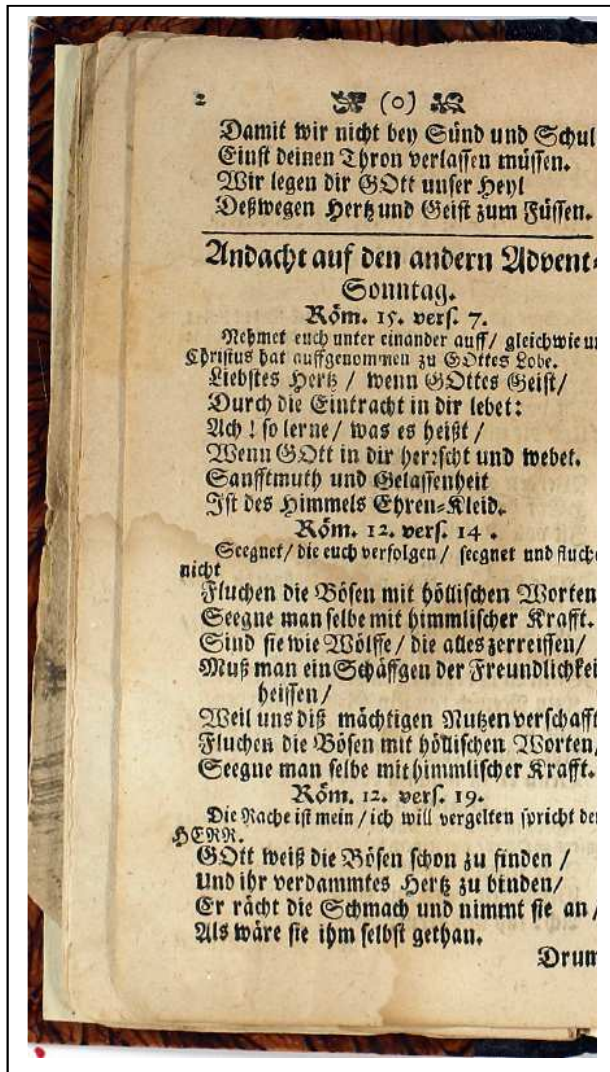 2 (o)
Damit wir nicht bey Sünd und Schul
Einst deinen Thron verlassen müssen.
Wir legen dir GOtt unser Heyl
Deßwegen Hertz und Geist zum Füssen.
Andacht auf den andern Advent-
Sonntag.
Röm. 15. vers. 7.
Nehmet euch unter einander auff/ gleichwie un
Christus hat auffgenommen zu GOttes Lobe.
Liebstes Hertz / wenn GOttes Geist/
Durch die Eintracht in dir lebet:
Ach ! so lerne/ was es heißt /
Wenn GOtt in dir herrscht und webet.
Sanfftmuth und Gelassenheit
Ist des Himmels Ehren-Kleid.
Röm. 12. vers. 14 .
Seegnet/ die euch verfolgen / seegnet und fluche
nicht
Fluchen die Bösen mit höllischen Worten
Seegne man selbe mit himmlischer Krafft.
Sind sie wie Wölffe/ die alles zerreissen/
Muß man ein Schäffgen der Freundlichkei
heissen/
Weil uns diß mächtigen Nutzen verschafft
Fluchen die Bösen mit höllischen Worten/
Seegne man selbe mit himmlischer Krafft.
Röm. 12. vers. 19.
Die Rache ist mein / ich will vergelten spricht der
HERR.
GOtt weiß die Bösen schon zu finden /
Und ihr verdammtes Hertz zu binden/
Er rächt die Schmach und nimmt sie an /
Als wäre sie ihm selbst gethan.
Drum